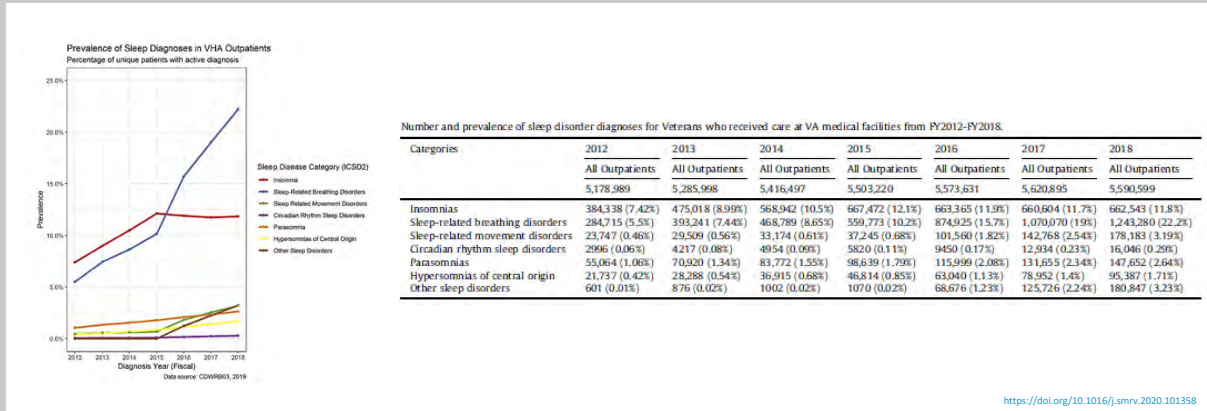 Prevalence of Sleep Diagnoses in VHA Outpatients
Percentage of unique patients with active diagnosis
25.0%
20.0%
15.0%
10.0%
5.0%
0.0%
Prevalence
2012 2013 2014 2015 2016 2017 2018
Diagnosis Year (Fiscal)
Data source: CDWRB03, 2019
Sleep Disease Category (ICSD2)
Insomnia
Sleep-Related Breathing Disorders
Sleep Related Movement Disorders
Circadian Rhythm Sleep Disorders
Parasomnia
Hypersomnias of Central Origin
Other Sleep Disorders
Number and prevalence of sleep disorder diagnoses for Veterans who received care at VA medical facilities from FY2012-FY2018.
Categories 2012 2013 2014 2015 2016 2017 2018
All Outpatients All Outpatients All Outpatients All Outpatients All Outpatients All Outpatients All Outpatients
5,178,989 5,285,998 5,416,497 5,503,220 5,573,631 5,620,895 5,590,599
Insomnias 384,338 (7.42%) 475,018 (8.99%) 568,942 (10.5%) 667,472 (12.1%) 663,365 (11.9%) 660,604 (11.7%) 662,543 (11.8%)
Sleep-related breathing disorders 284,715 (5.5%) 393,241 (7.44%) 468,789 (8.65%) 559,773 (10.2%) 874,925 (15.7%) 1,070,070 (19%) 1,243,280 (22.2%)
Sleep-related movement disorders 23,747 (0.46%) 29,509 (0.56%) 33,174 (0.61%) 37,245 (0.68%) 101,560 (1.82%) 142,768 (2.54%) 178,183 (3.19%)
Circadian rhythm sleep disorders 2996 (0.06%) 4217 (0.08%) 4954 (0.09%) 5820 (0.11%) 9450 (0.17%) 12,934 (0.23%) 16,046 (0.29%)
Parasomnias 55,064 (1.06%) 70,920 (1.34%) 83,772 (1.55%) 98,639 (1.79%) 115,999 (2.08%) 131,655 (2.34%) 147,652 (2.64%)
Hypersomnias of central origin 21,737 (0.42%) 28,288 (0.54%) 36,915 (0.68%) 46,814 (0.85%) 63,040 (1.13%) 78,952 (1.4%) 95,387 (1.71%)
Other sleep disorders 601 (0.01%) 876 (0.02%) 1002 (0.02%) 1070 (0.02%) 68,676 (1.23%) 125,726 (2.24%) 180,847 (3.23%)
https://doi.org/10.1016/j.smrv.2020.101358